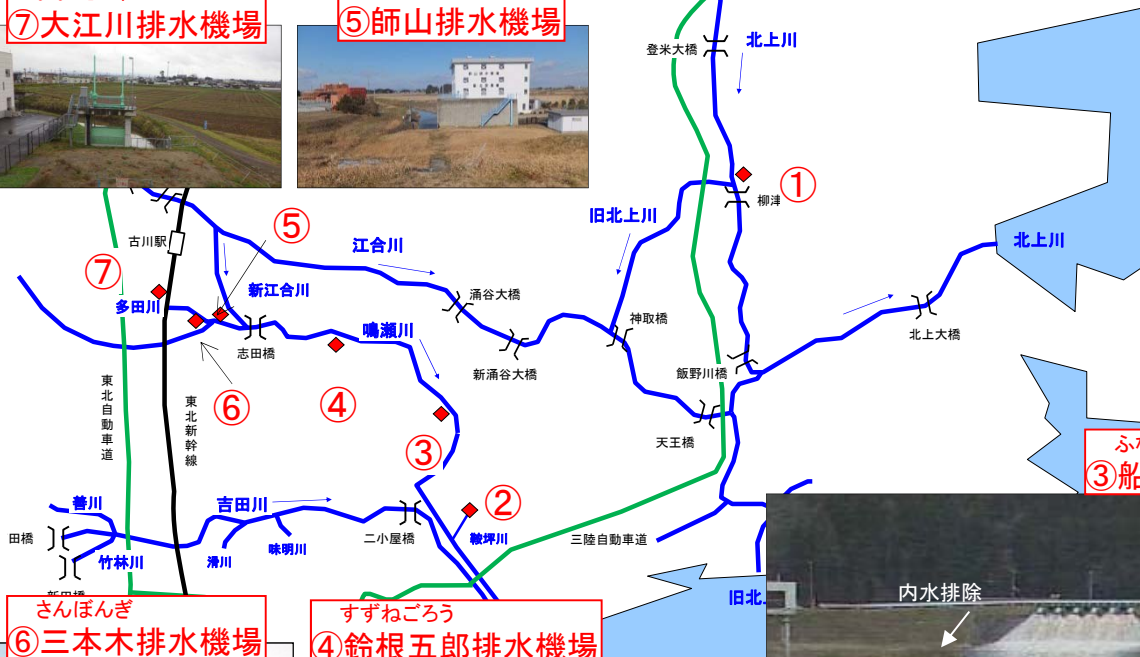 ⑦大江川排水機場
⑤師山排水機場
登米大橋
北上川
①
柳津
旧北上川
北上川
⑤
江合川
古川駅
⑦
新江合川
多田川
涌谷大橋
神取橋
鳴瀬川
志田橋
北上大橋
新涌谷大橋
飯野川橋
東北自動車道
東北新幹線
⑥
④
③
天王橋
ふな
③船
②
善川
吉田川
田橋
二小屋橋
鞍坪川
三陸自動車道
味明川
竹林川
滑川
内水排除
旧北
さんぼんぎ
⑥三本木排水機場
すずねごろう
④鈴根五郎排水機場